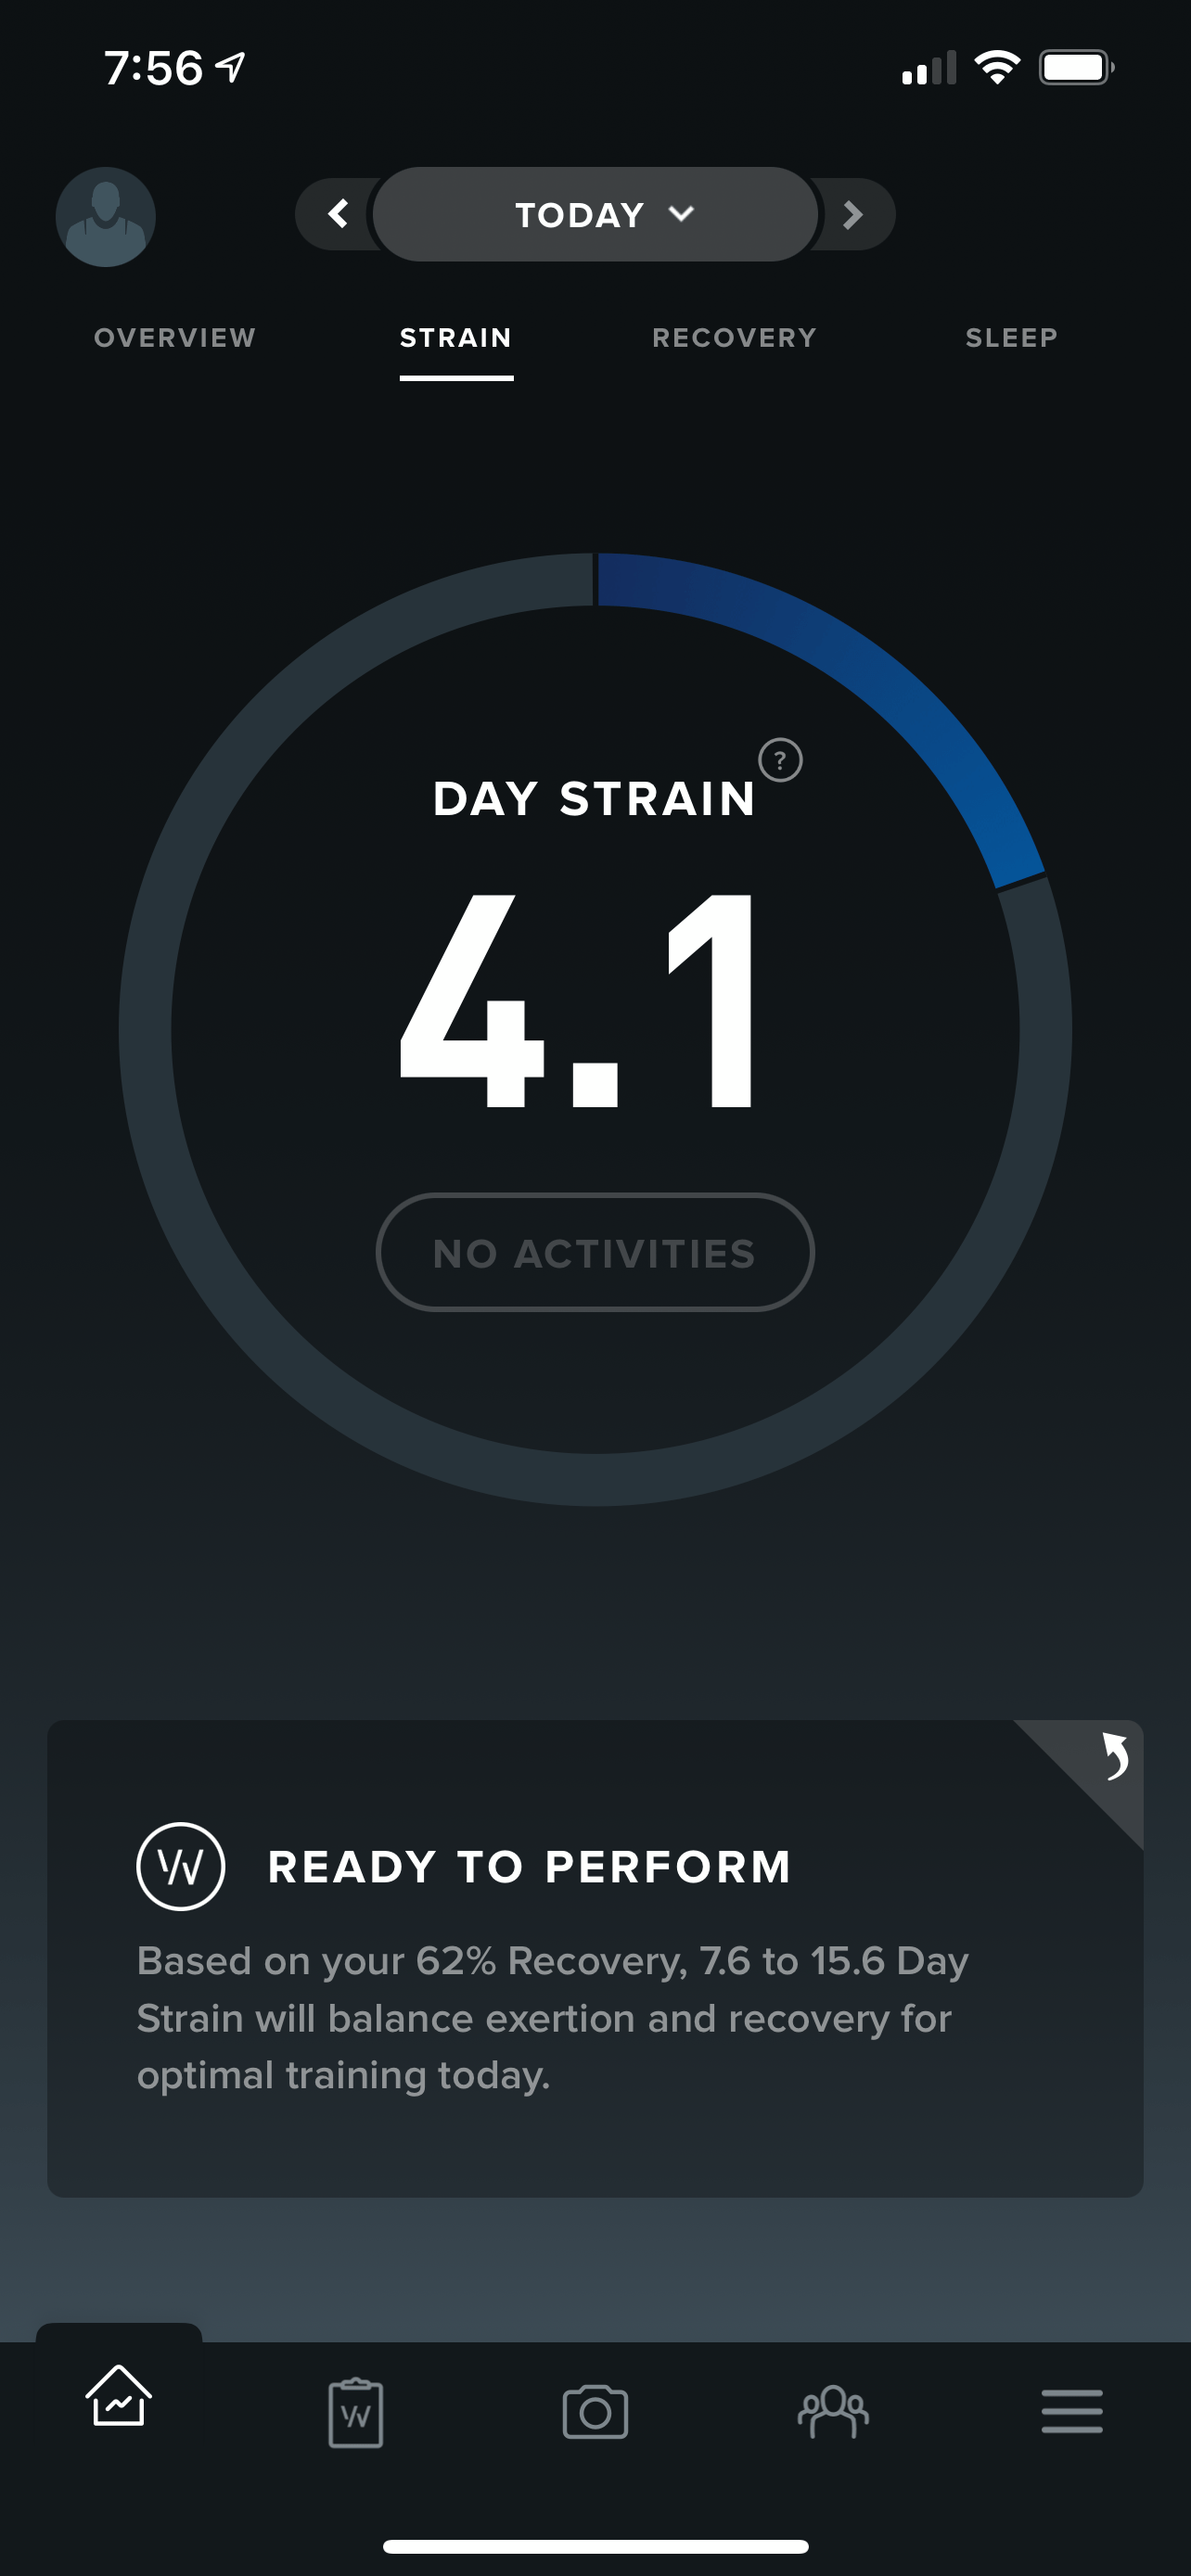 7:56
TODAY
OVERVIEW STRAIN RECOVERY SLEEP
?
DAY STRAIN
4.1
NO ACTIVITIES
W READY TO PERFORM
Based on your 62% Recovery, 7.6 to 15.6 Day
Strain will balance exertion and recovery for
optimal training today.
W